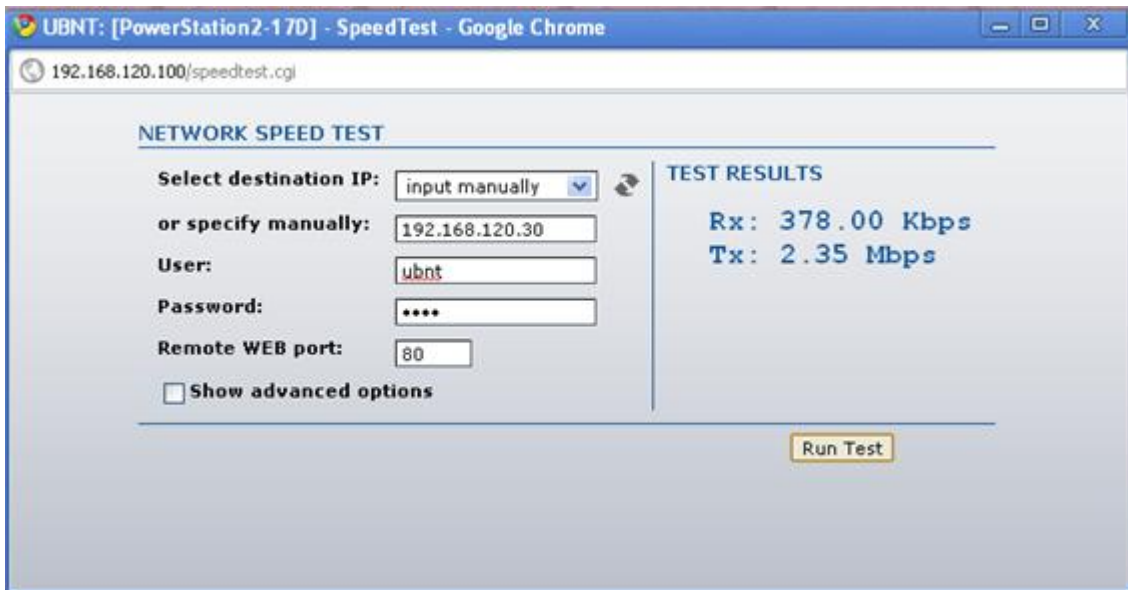 UBNT: [PowerStation2-17D] - SpeedTest - Google Chrome
192.168.120.100/speedtest.cgi
NETWORK SPEED TEST
Select destination IP: input manually
or specify manually: 192.168.120.30
User: ubnt
Password: ••••
Remote WEB port: 80
Show advanced options
TEST RESULTS
Rx: 378.00 Kbps
Tx: 2.35 Mbps
Run Test